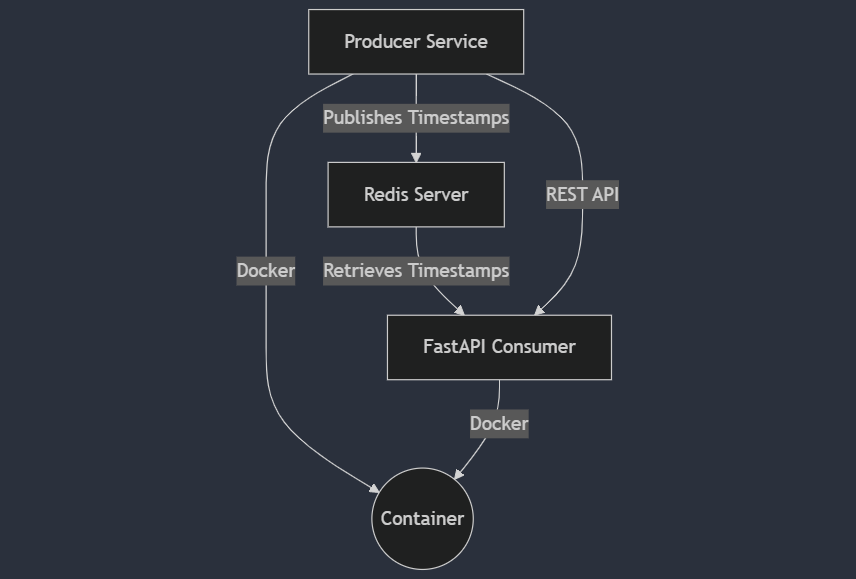 Producer Service
Publishes Timestamps
Redis Server
REST API
Docker
Retrieves Timestamps
FastAPI Consumer
Docker
Container